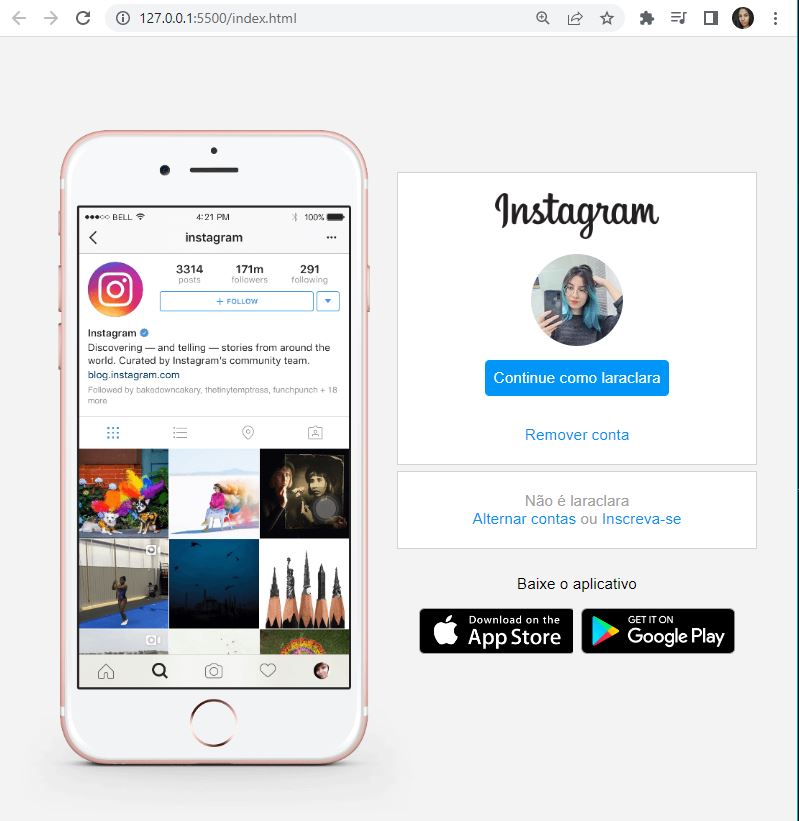 127.0.0.1:5500/index.html
●●●○○ BELL 4:21 PM 100%
instagram
...
3314 171m 291
posts followers following
+ FOLLOW
Instagram
Discovering — and telling — stories from around the
world. Curated by Instagram's community team.
blog.instagram.com
Followed by bakedowncakery, thetinytemptress, funchpunch + 18
more
Instagram
Continue como laraclara
Remover conta
Não é laraclara
Alternar contas ou Inscreva-se
Baixe o aplicativo
Download on the
App Store
GET IT ON
Google Play